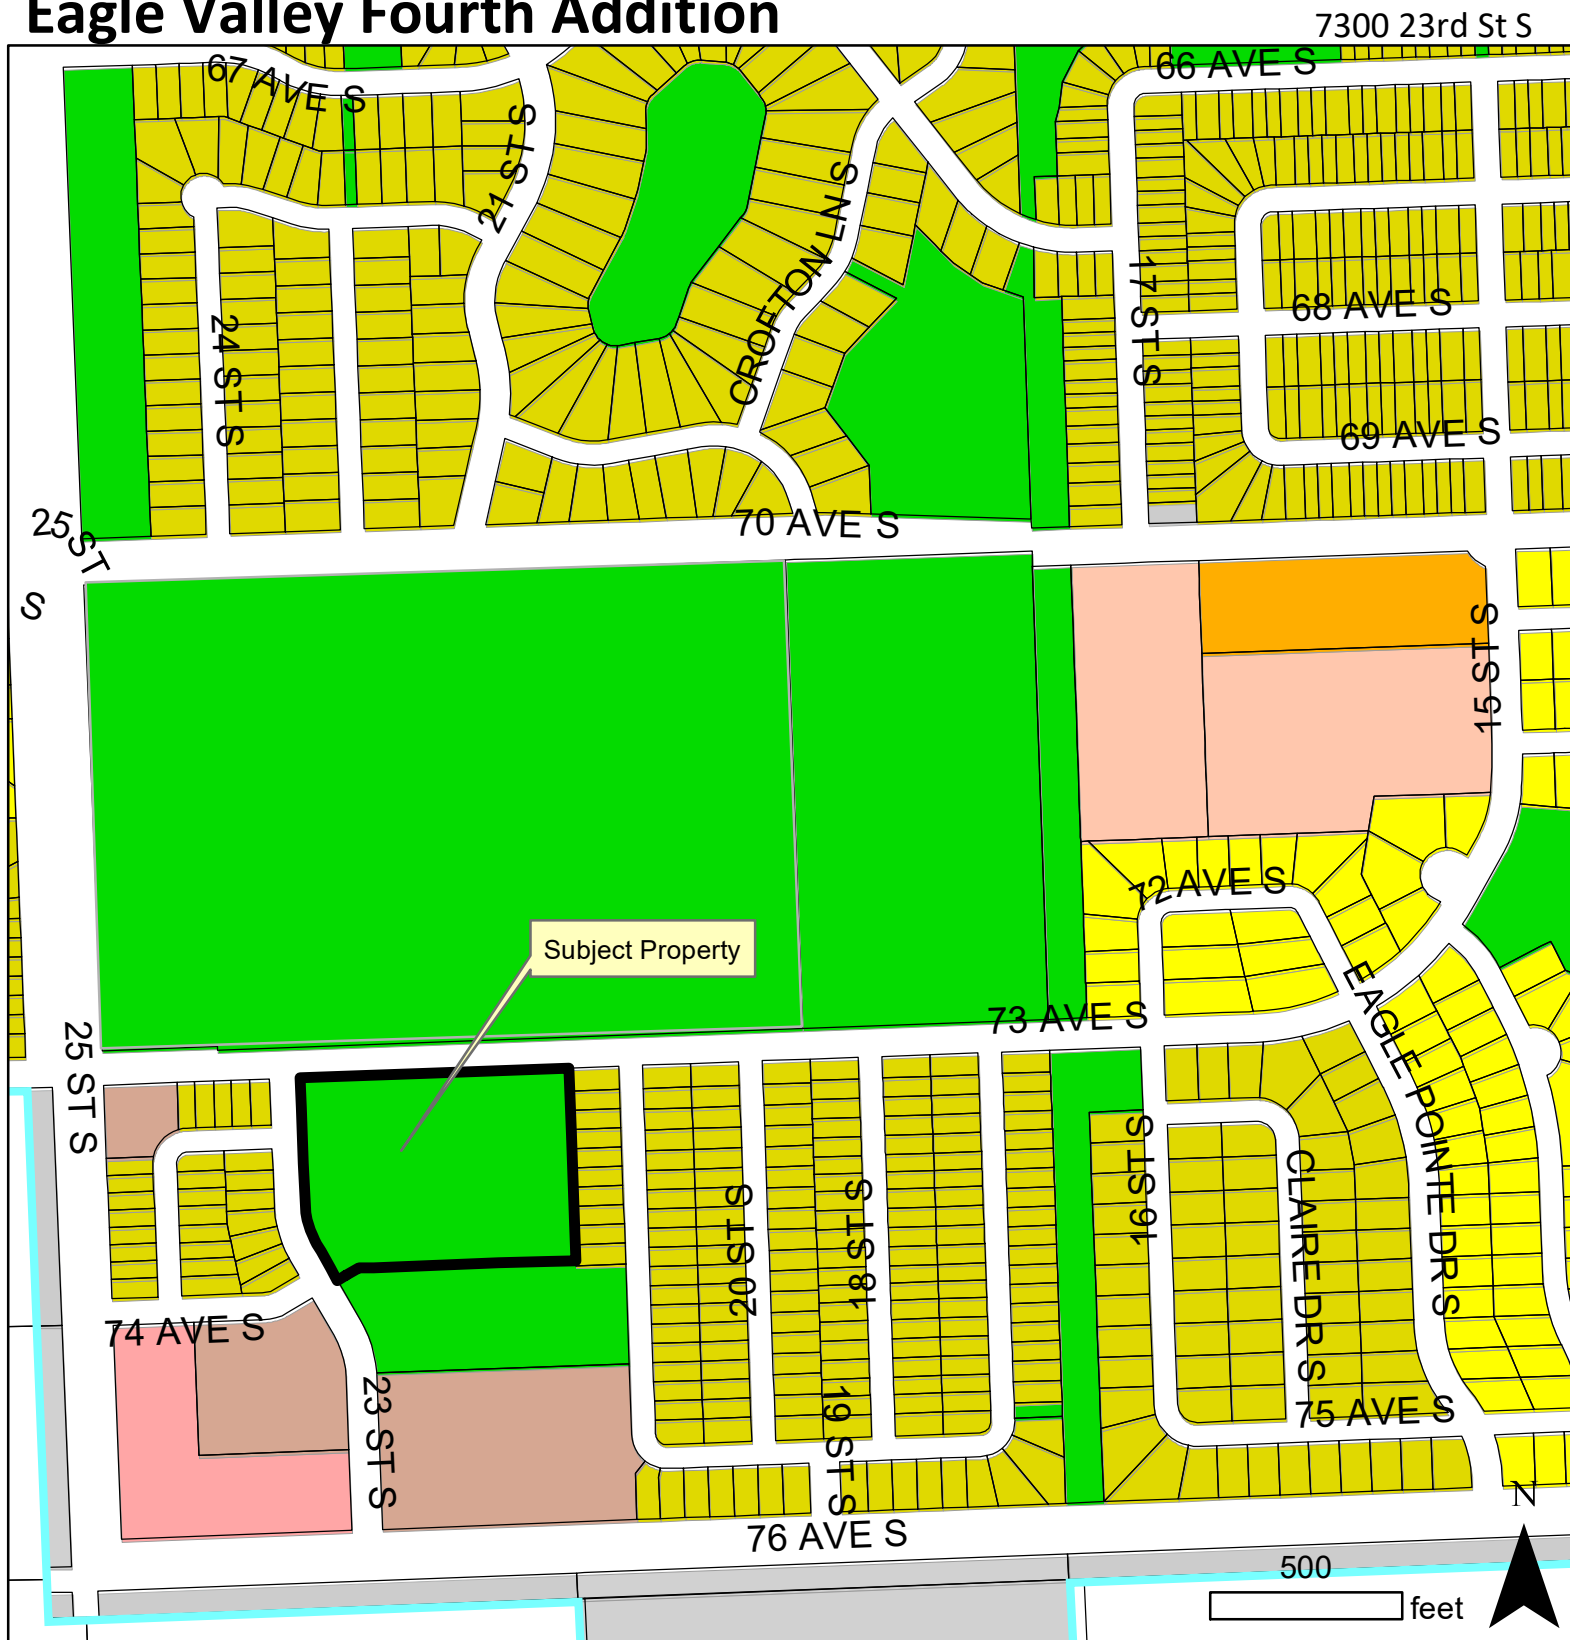 Eagle Valley Fourth Addition
7300 23rd St S
67 AVE S
66 AVE S
21 ST S
CROFTON LN S
17 ST S
24 ST S
68 AVE S
69 AVE S
25 ST S
70 AVE S
15 ST S
72 AVE S
Subject Property
73 AVE S
EAGLE POINTE DR S
25 ST S
16 ST S
CLAIRE DR S
20 ST S
18 ST S
74 AVE S
23 ST S
19 ST S
75 AVE S
76 AVE S
N
500
feet